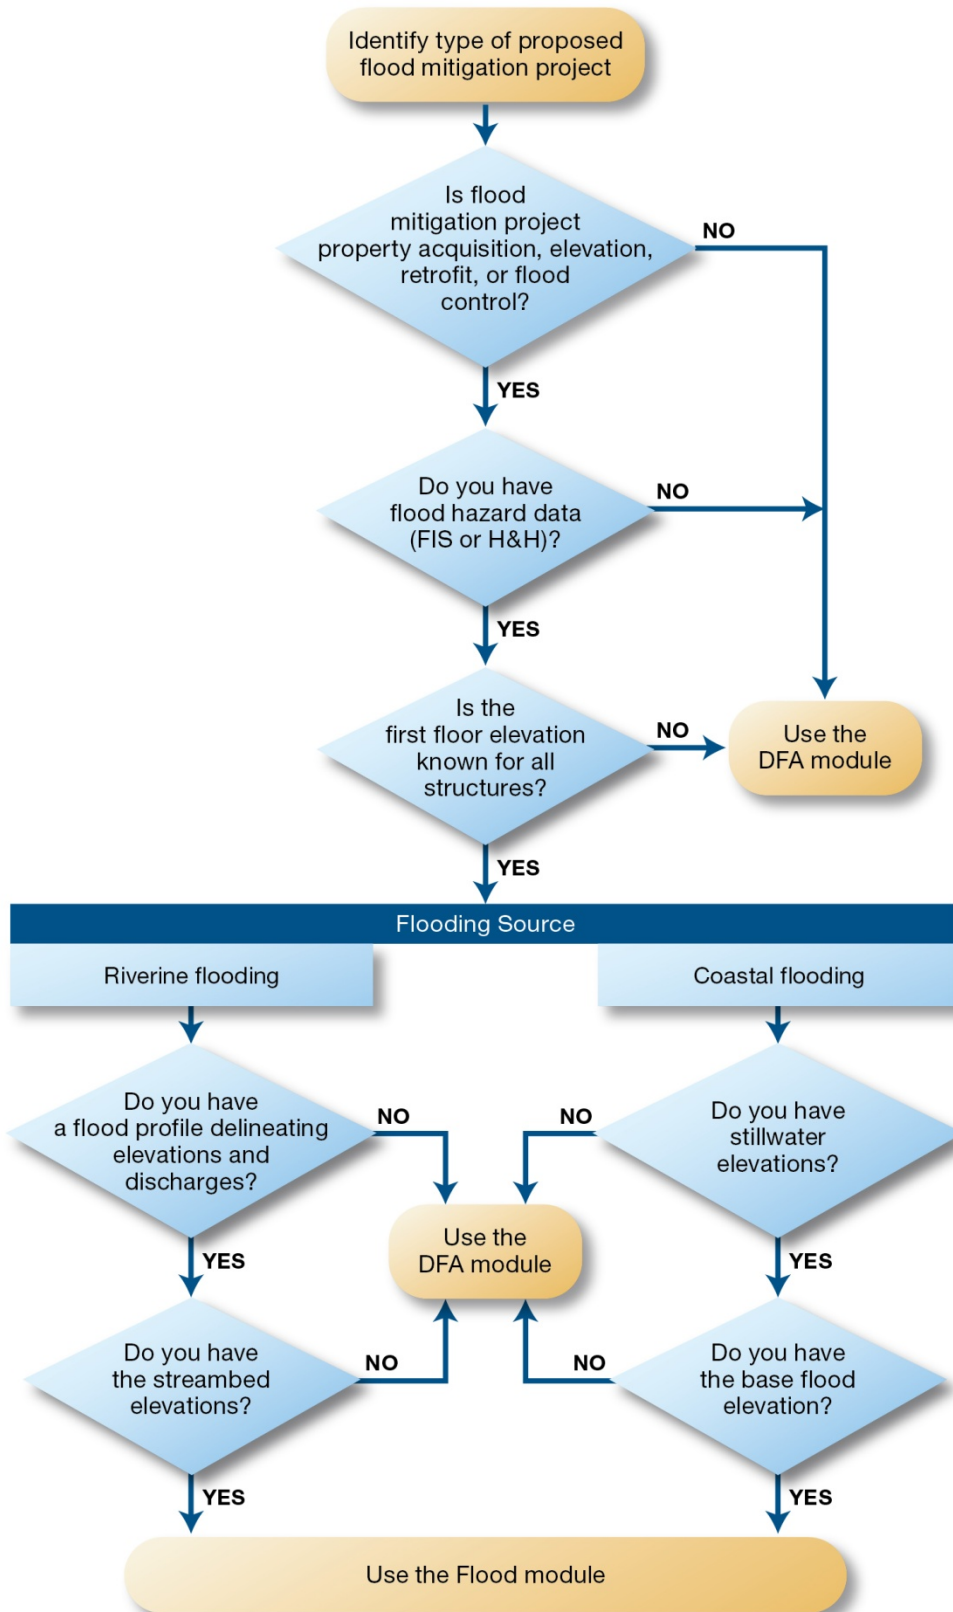 Identify type of proposed
flood mitigation project
Is flood
mitigation project
property acquisition, elevation,
retrofit, or flood
control?
NO
YES
Do you have
flood hazard data
(FIS or H&H)?
NO
YES
Is the
first floor elevation
known for all
structures?
NO
Use the
DFA module
YES
Flooding Source
Riverine flooding
Coastal flooding
Do you have
a flood profile delineating
elevations and
discharges?
NO
NO
Do you have
stillwater
elevations?
Use the
DFA module
YES
YES
Do you have
the streambed
elevations?
NO
NO
Do you have
the base flood
elevation?
YES
YES
Use the Flood module